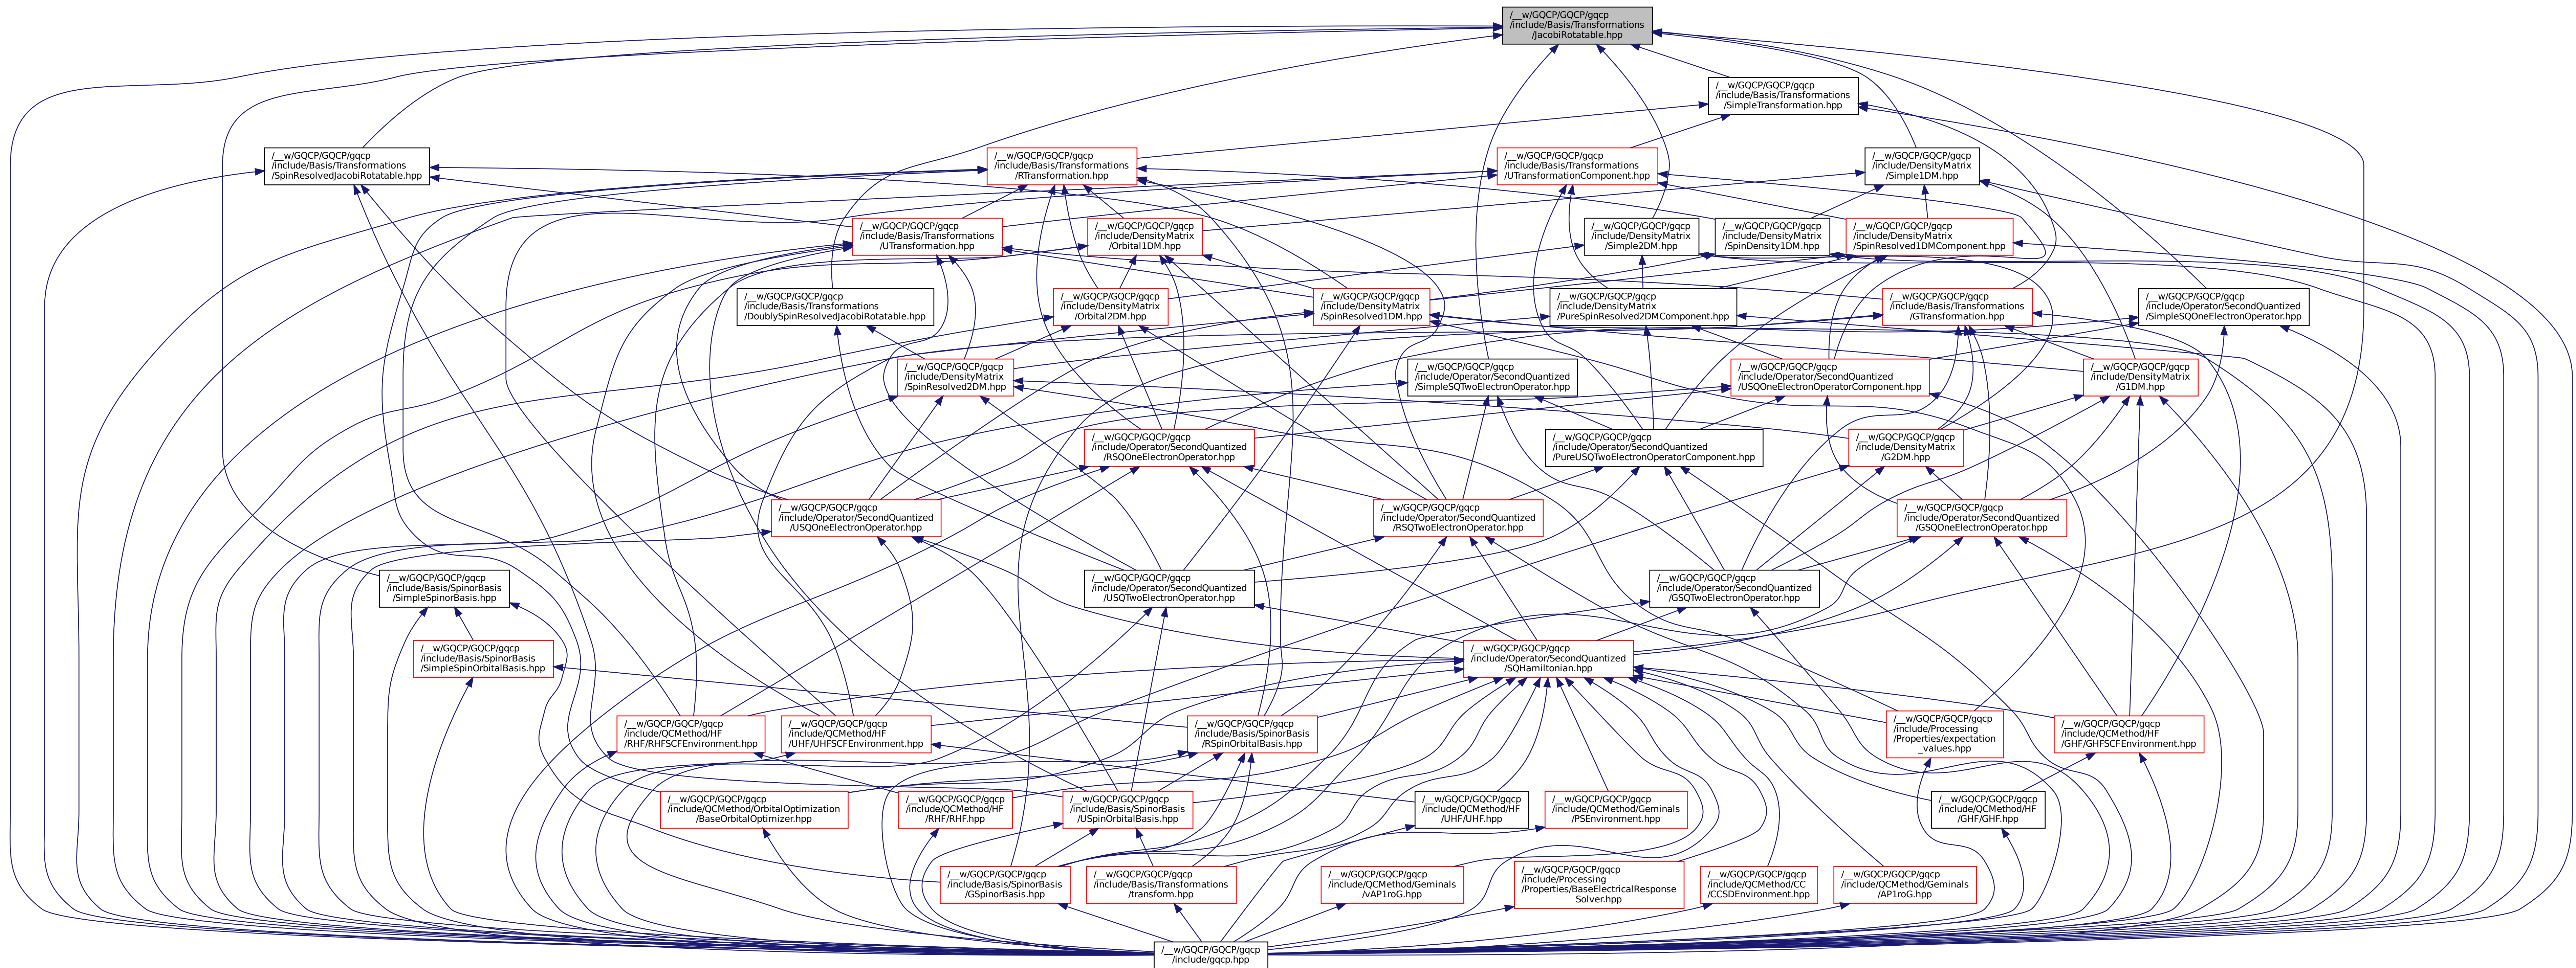 /__w/GQCP/GQCP/gqcp
/include/Basis/Transformations
/JacobiRotatable.hpp
/__w/GQCP/GQCP/gqcp
/include/Basis/Transformations
/SimpleTransformation.hpp
/__w/GQCP/GQCP/gqcp
/include/Basis/Transformations
/SpinResolvedJacobiRotatable.hpp
/__w/GQCP/GQCP/gqcp
/include/Basis/Transformations
/RTransformation.hpp
/__w/GQCP/GQCP/gqcp
/include/Basis/Transformations
/UTransformationComponent.hpp
/__w/GQCP/GQCP/gqcp
/include/DensityMatrix
/Simple1DM.hpp
/__w/GQCP/GQCP/gqcp
/include/Basis/Transformations
/UTransformation.hpp
/__w/GQCP/GQCP/gqcp
/include/DensityMatrix
/Orbital1DM.hpp
/__w/GQCP/GQCP/gqcp
/include/DensityMatrix
/Simple2DM.hpp
/__w/GQCP/GQCP/gqcp
/include/DensityMatrix
/SpinDensity1DM.hpp
/__w/GQCP/GQCP/gqcp
/include/DensityMatrix
/SpinResolved1DMComponent.hpp
/__w/GQCP/GQCP/gqcp
/include/Basis/Transformations
/DoublySpinResolvedJacobiRotatable.hpp
/__w/GQCP/GQCP/gqcp
/include/DensityMatrix
/Orbital2DM.hpp
/__w/GQCP/GQCP/gqcp
/include/DensityMatrix
/SpinResolved1DM.hpp
/__w/GQCP/GQCP/gqcp
/include/DensityMatrix
/PureSpinResolved2DMComponent.hpp
/__w/GQCP/GQCP/gqcp
/include/Basis/Transformations
/GTransformation.hpp
/__w/GQCP/GQCP/gqcp
/include/Operator/SecondQuantized
/SimpleSQOneElectronOperator.hpp
/__w/GQCP/GQCP/gqcp
/include/DensityMatrix
/SpinResolved2DM.hpp
/__w/GQCP/GQCP/gqcp
/include/Operator/SecondQuantized
/SimpleSQTwoElectronOperator.hpp
/__w/GQCP/GQCP/gqcp
/include/Operator/SecondQuantized
/USQOneElectronOperatorComponent.hpp
/__w/GQCP/GQCP/gqcp
/include/DensityMatrix
/G1DM.hpp
/__w/GQCP/GQCP/gqcp
/include/Operator/SecondQuantized
/RSQOneElectronOperator.hpp
/__w/GQCP/GQCP/gqcp
/include/Operator/SecondQuantized
/PureUSQTwoElectronOperatorComponent.hpp
/__w/GQCP/GQCP/gqcp
/include/DensityMatrix
/G2DM.hpp
/__w/GQCP/GQCP/gqcp
/include/Operator/SecondQuantized
/USQOneElectronOperator.hpp
/__w/GQCP/GQCP/gqcp
/include/Operator/SecondQuantized
/RSQTwoElectronOperator.hpp
/__w/GQCP/GQCP/gqcp
/include/Operator/SecondQuantized
/GSQOneElectronOperator.hpp
/__w/GQCP/GQCP/gqcp
/include/Basis/SpinorBasis
/SimpleSpinorBasis.hpp
/__w/GQCP/GQCP/gqcp
/include/Operator/SecondQuantized
/USQTwoElectronOperator.hpp
/__w/GQCP/GQCP/gqcp
/include/Operator/SecondQuantized
/GSQTwoElectronOperator.hpp
/__w/GQCP/GQCP/gqcp
/include/Basis/SpinorBasis
/SimpleSpinOrbitalBasis.hpp
/__w/GQCP/GQCP/gqcp
/include/Operator/SecondQuantized
/SQHamiltonian.hpp
/__w/GQCP/GQCP/gqcp
/include/QCMethod/HF
/RHF/RHFSCFEnvironment.hpp
/__w/GQCP/GQCP/gqcp
/include/QCMethod/HF
/UHF/UHFSCFEnvironment.hpp
/__w/GQCP/GQCP/gqcp
/include/Basis/SpinorBasis
/RSpinOrbitalBasis.hpp
/__w/GQCP/GQCP/gqcp
/include/Processing
/Properties/expectation
_values.hpp
/__w/GQCP/GQCP/gqcp
/include/QCMethod/HF
/GHF/GHFSCFEnvironment.hpp
/__w/GQCP/GQCP/gqcp
/include/QCMethod/OrbitalOptimization
/BaseOrbitalOptimizer.hpp
/__w/GQCP/GQCP/gqcp
/include/QCMethod/HF
/RHF/RHF.hpp
/__w/GQCP/GQCP/gqcp
/include/Basis/SpinorBasis
/USpinOrbitalBasis.hpp
/__w/GQCP/GQCP/gqcp
/include/QCMethod/HF
/UHF/UHF.hpp
/__w/GQCP/GQCP/gqcp
/include/QCMethod/Geminals
/PSEnvironment.hpp
/__w/GQCP/GQCP/gqcp
/include/QCMethod/HF
/GHF/GHF.hpp
/__w/GQCP/GQCP/gqcp
/include/Basis/SpinorBasis
/GSpinorBasis.hpp
/__w/GQCP/GQCP/gqcp
/include/Basis/Transformations
/transform.hpp
/__w/GQCP/GQCP/gqcp
/include/QCMethod/Geminals
/vAP1roG.hpp
/__w/GQCP/GQCP/gqcp
/include/Processing
/Properties/BaseElectricalResponse
Solver.hpp
/__w/GQCP/GQCP/gqcp
/include/QCMethod/CC
/CCSDEnvironment.hpp
/__w/GQCP/GQCP/gqcp
/include/QCMethod/Geminals
/AP1roG.hpp
/__w/GQCP/GQCP/gqcp
/include/gqcp.hpp